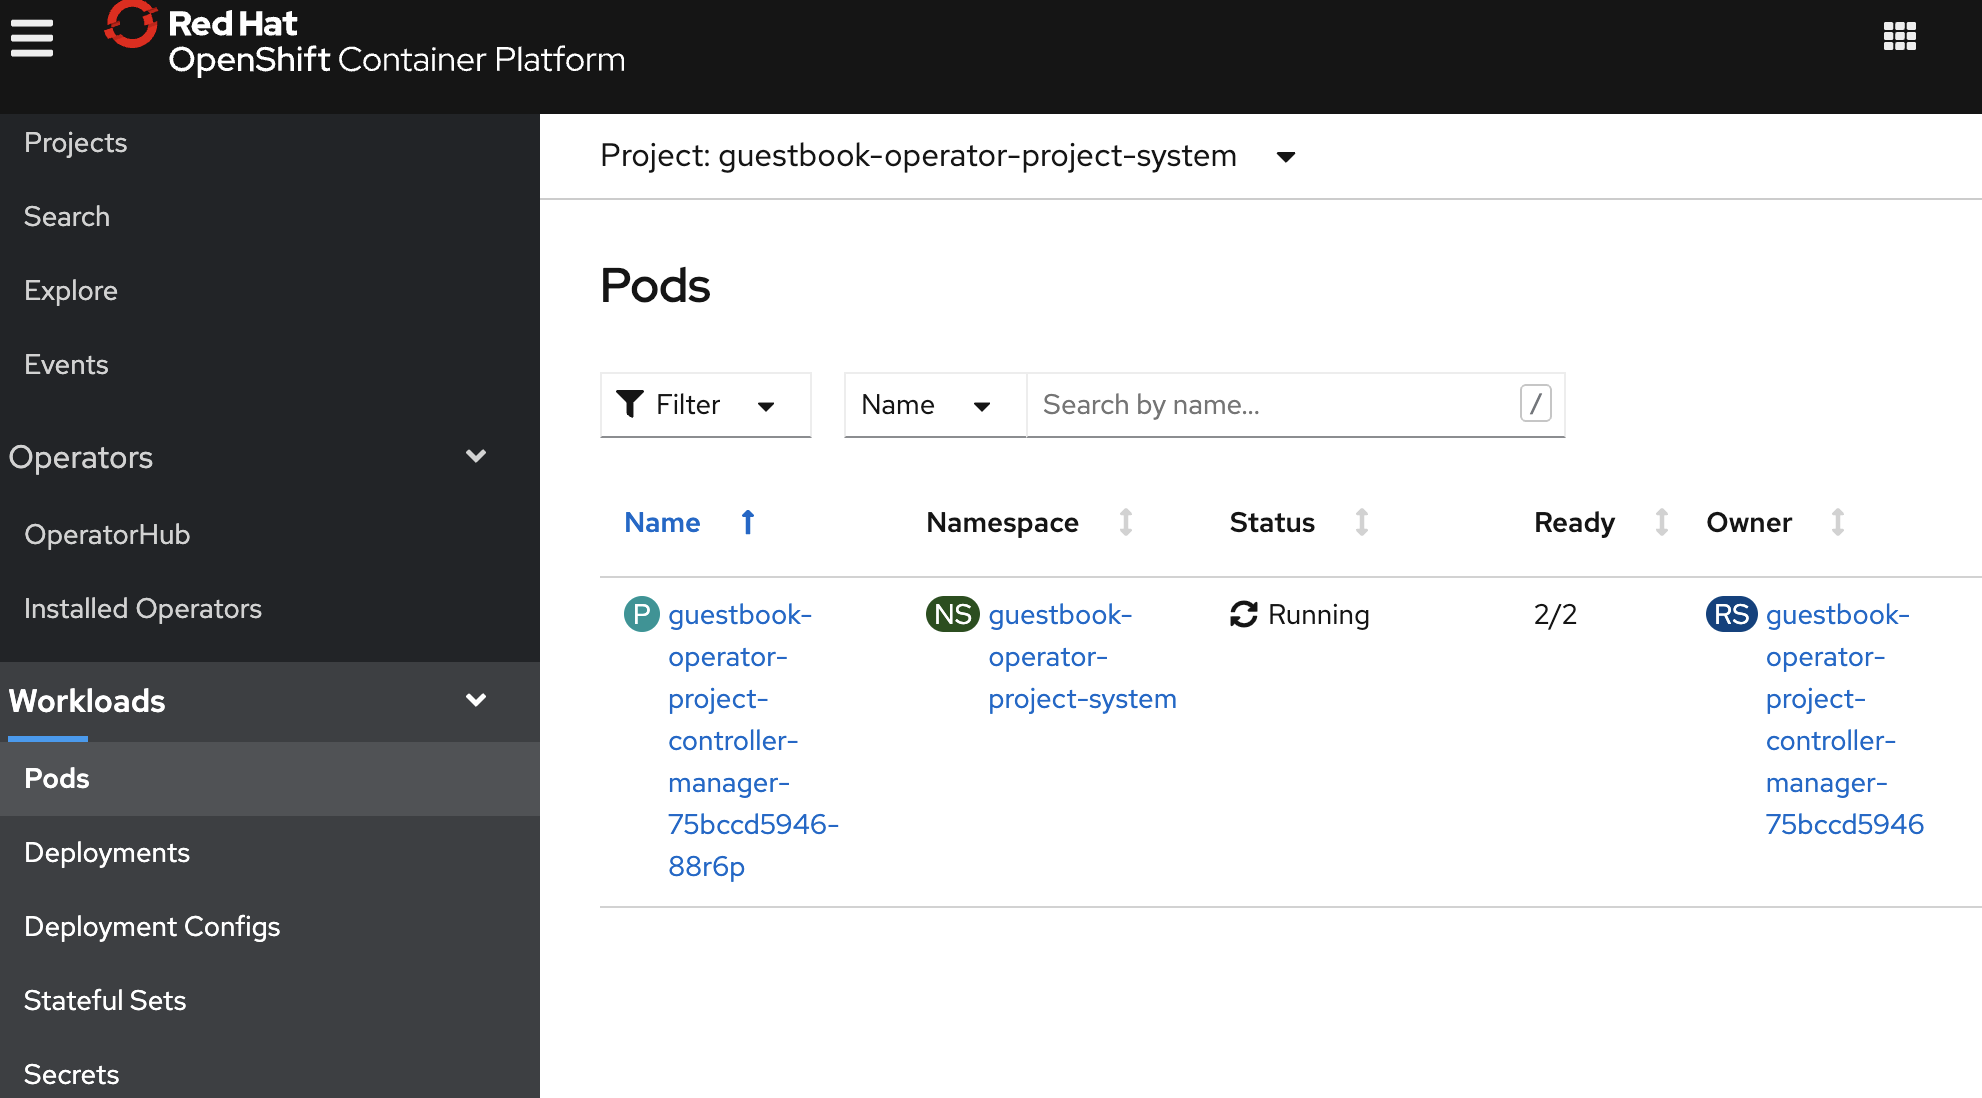 Red Hat
OpenShift Container Platform
Projects
Search
Explore
Events
Operators
OperatorHub
Installed Operators
Workloads
Pods
Deployments
Deployment Configs
Stateful Sets
Secrets
Project: guestbook-operator-project-system
Pods
Filter
Name
Search by name...
/
Name
Namespace
Status
Ready
Owner
P
guestbook-
operator-
project-
controller-
manager-
75bccd5946-
88r6p
NS
guestbook-
operator-
project-system
Running
2/2
RS
guestbook-
operator-
project-
controller-
manager-
75bccd5946